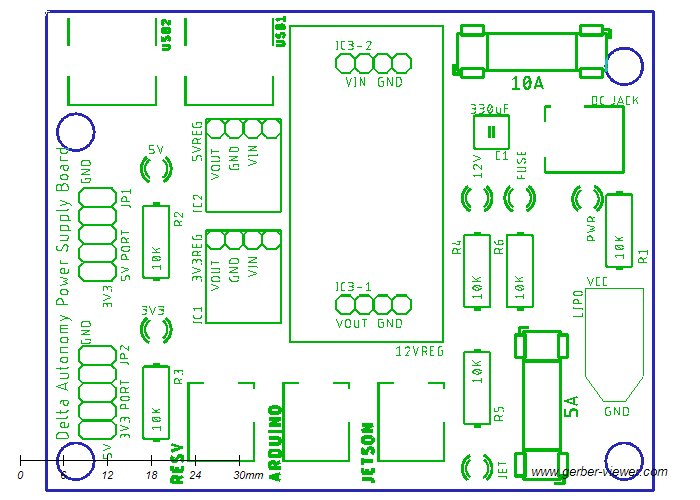 USB2
USB1
IC3-2
VIN GND
10A
DC JACK
330uF
C1
12V
FUSE
PWR
R1
10K
5V
GND
JP1
5V PORT
3V3
R2
10K
5VREG
VOUT
GND
VIN
IC2
3V3REG
VOUT
GND
VIN
IC1
Delta Autonomy Power Supply Board
R4
10K
R6
10K
VCC
LIPO
GND
IC3-1
VOUT GND
12VREG
3V3
GND
JP2
3V3 PORT
5V
R3
10K
10K
R5
5A
JET
RESV
ARDUINO
JETSON
0 6 12 18 24 30mm
www.gerber-viewer.com